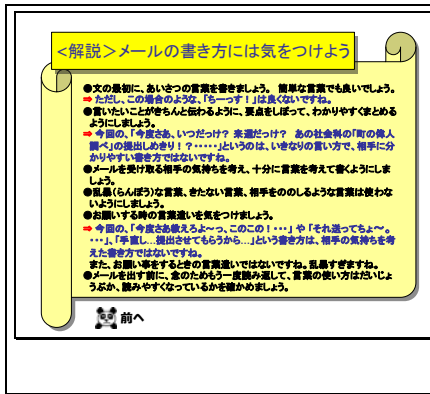 <解説>メールの書き方には気をつけよう
●文の最初に、あいさつの言葉を書きましょう。 簡単な言葉でも良いでしょう。
⇒ ただし、この場合のような、「ちーっす！」は良くないですね。
●言いたいことがきちんと伝わるように、要点をしぼって、わかりやすくまとめる
ようにしましょう。
⇒ 今回の、「今度さあ、いつだっけ？ 来週だっけ？ あの社会科の「町の偉人
調べ」の提出しめきり！？・・・・・」というのは、いきなりの言い方で、相手に分
かりやすい書き方ではないですね。
●メールを受け取る相手の気持ちを考え、十分に言葉を考えて書くようにしま
しょう。
●乱暴（らんぼう）な言葉、きたない言葉、相手をののしるような言葉は使わな
いようにしましょう。
●お願いする時の言葉遣いを気をつけましょう。
⇒ 今回の、「今度さあ教えろよ～っ、このこの！・・・」 や 「それ送ってちょ～。
・・・」、「手直し…提出させてもらうから…」という書き方は、相手の気持ちを考
えた書き方ではないですね。
また、お願い事をするときの言葉遣いではないですね。乱暴すぎますね。
●メールを出す前に、念のためもう一度読み返して、言葉の使い方はだいじょ
うぶか、読みやすくなっているかを確かめましょう。
前へ